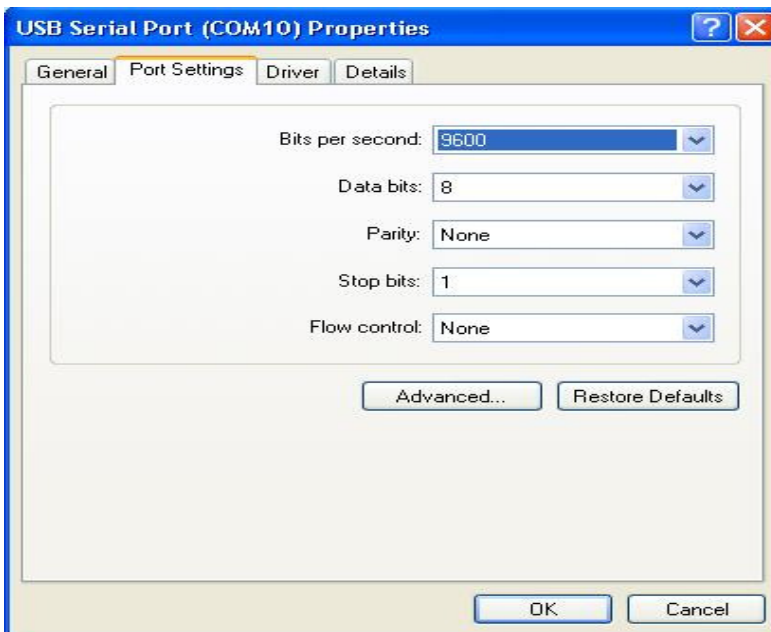 USB Serial Port (COM10) Properties ?
General Port Settings Driver Details
Bits per second: 9600
Data bits: 8
Parity: None
Stop bits: 1
Flow control: None
Advanced... Restore Defaults
OK Cancel